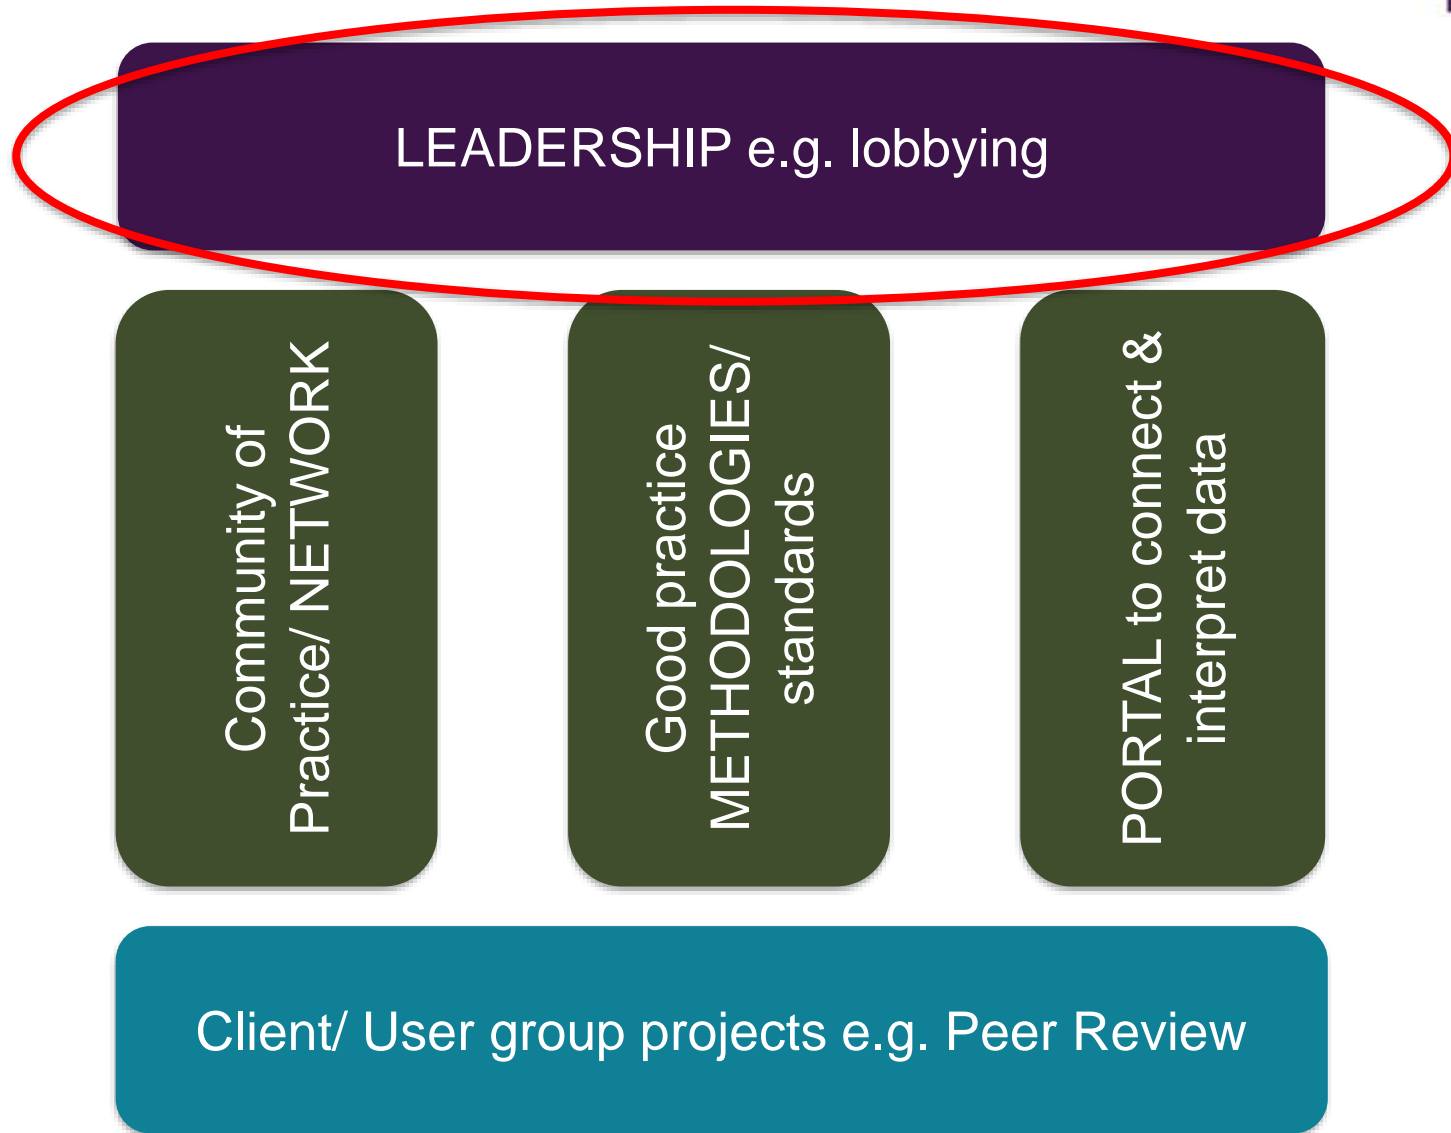 LEADERSHIP e.g. lobbying
Community of
Practice/ NETWORK
Good practice
METHODOLOGIES/
standards
PORTAL to connect &
interpret data
Client/ User group projects e.g. Peer Review